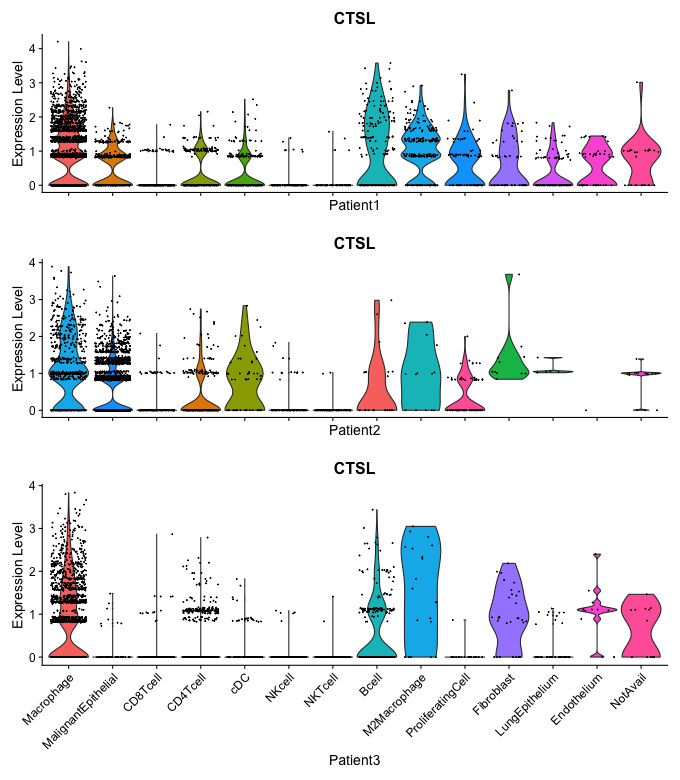 CTSL
Expression Level
4
3
2
1
0
Patient1
CTSL
Expression Level
4
3
2
1
0
Patient2
CTSL
Expression Level
4
3
2
1
0
Macrophage
MalignantEpithelial
CD8Tcell
CD4Tcell
cDC
NKcell
NKTcell
Bcell
M2Macrophage
ProliferatingCell
Fibroblast
LungEpithelium
Endothelium
NotAvail
Patient3